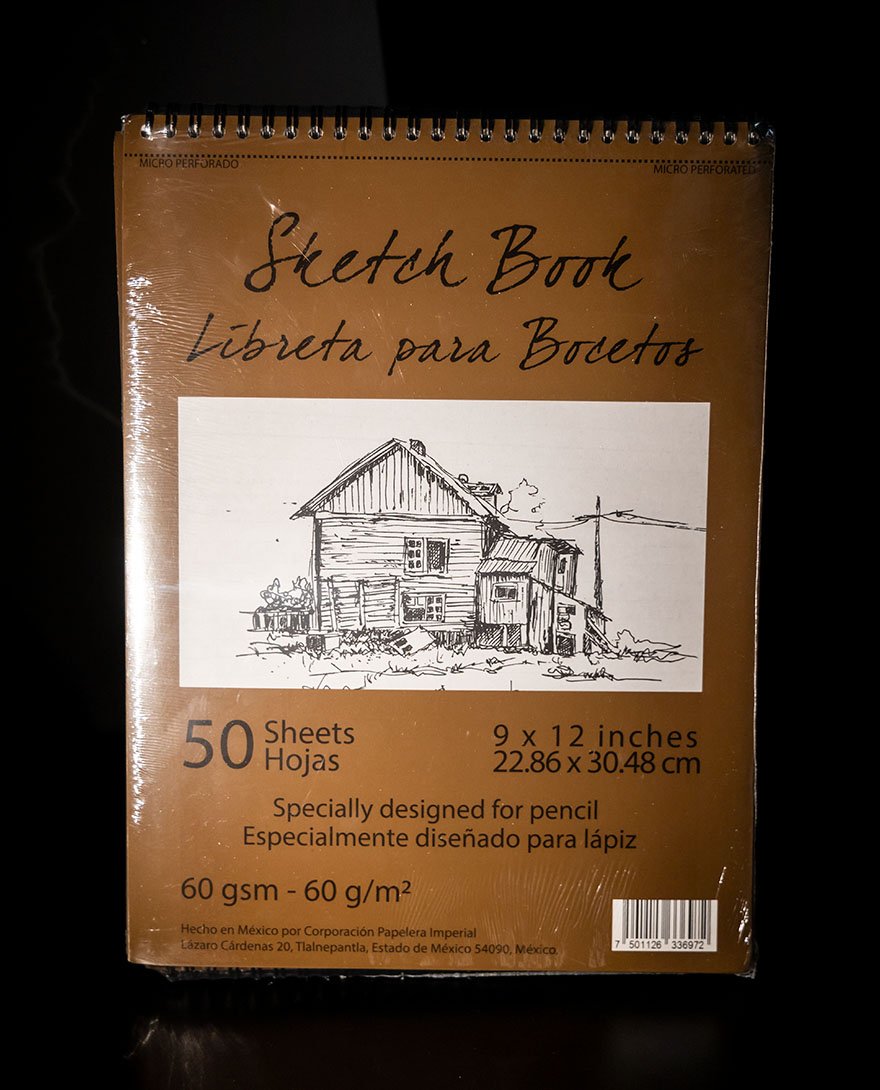 MICRO PERFORADO
MICRO PERFORATED
Sketch Book
Libreta para Bocetos
50 Sheets
Hojas
9 x 12 inches
22.86 x 30.48 cm
Specially designed for pencil
Especialmente diseñado para lápiz
60 gsm - 60 g/m²
Hecho en México por Corporación Papelera Imperial
Lázaro Cárdenas 20, Tlalnepantla, Estado de México 54090, México.
7 501126 336972